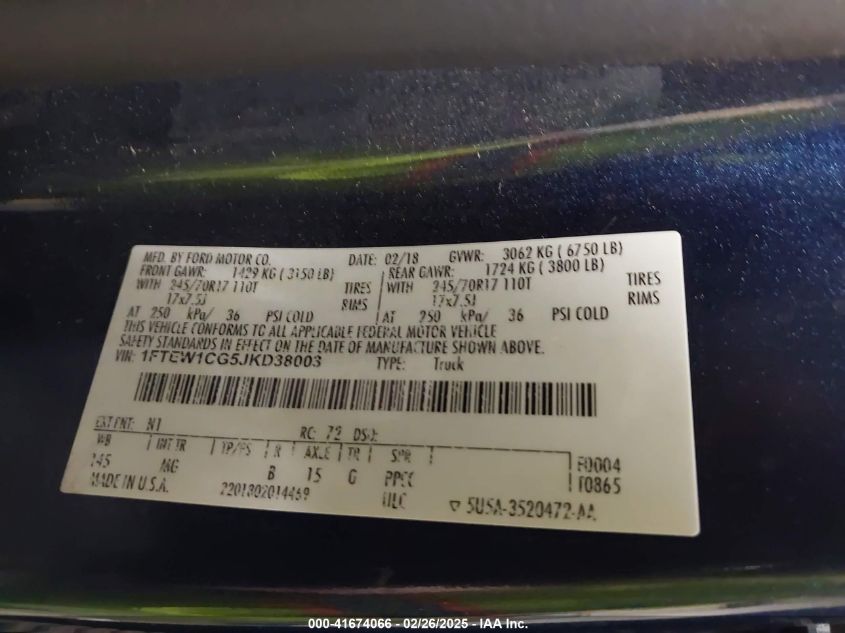 MFD. BY FORD MOTOR CO. DATE: 02/18 GVWR: 3062 KG ( 6750 LB)
FRONT GAWR: 1429 KG ( 3150 LB) REAR GAWR: 1724 KG ( 3800 LB)
WITH 245/70R17 110T TIRES WITH 245/70R17 110T TIRES
17x7.5J RIMS 17x7.5J RIMS
AT 250 kPa/ 36 PSI COLD AT 250 kPa/ 36 PSI COLD
THIS VEHICLE CONFORMS TO ALL APPLICABLE FEDERAL MOTOR VEHICLE
SAFETY STANDARDS IN EFFECT ON THE DATE OF MANUFACTURE SHOWN ABOVE.
VIN: 1FTEW1CG5JKD38003 TYPE: Truck
EXT PNT: N1 RC: 72 DSO:
WB INT TR TP/PS R AXLE TR SPR F0004
145 MG B 15 G F0865
MADE IN U.S.A. 5U5A-3520472-AA
000-41674066 - 02/26/2025 - IAA Inc.